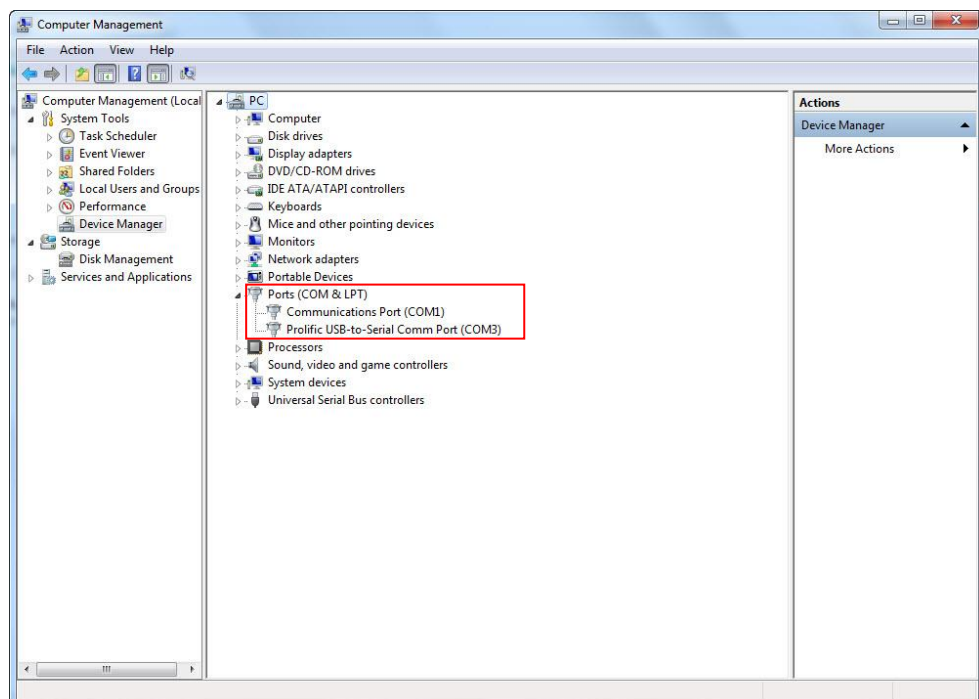 Computer Management
File Action View Help
Computer Management (Local
System Tools
Task Scheduler
Event Viewer
Shared Folders
Local Users and Groups
Performance
Device Manager
Storage
Disk Management
Services and Applications
PC
Computer
Disk drives
Display adapters
DVD/CD-ROM drives
IDE ATA/ATAPI controllers
Keyboards
Mice and other pointing devices
Monitors
Network adapters
Portable Devices
Ports (COM & LPT)
Communications Port (COM1)
Prolific USB-to-Serial Comm Port (COM3)
Processors
Sound, video and game controllers
System devices
Universal Serial Bus controllers
Actions
Device Manager
More Actions